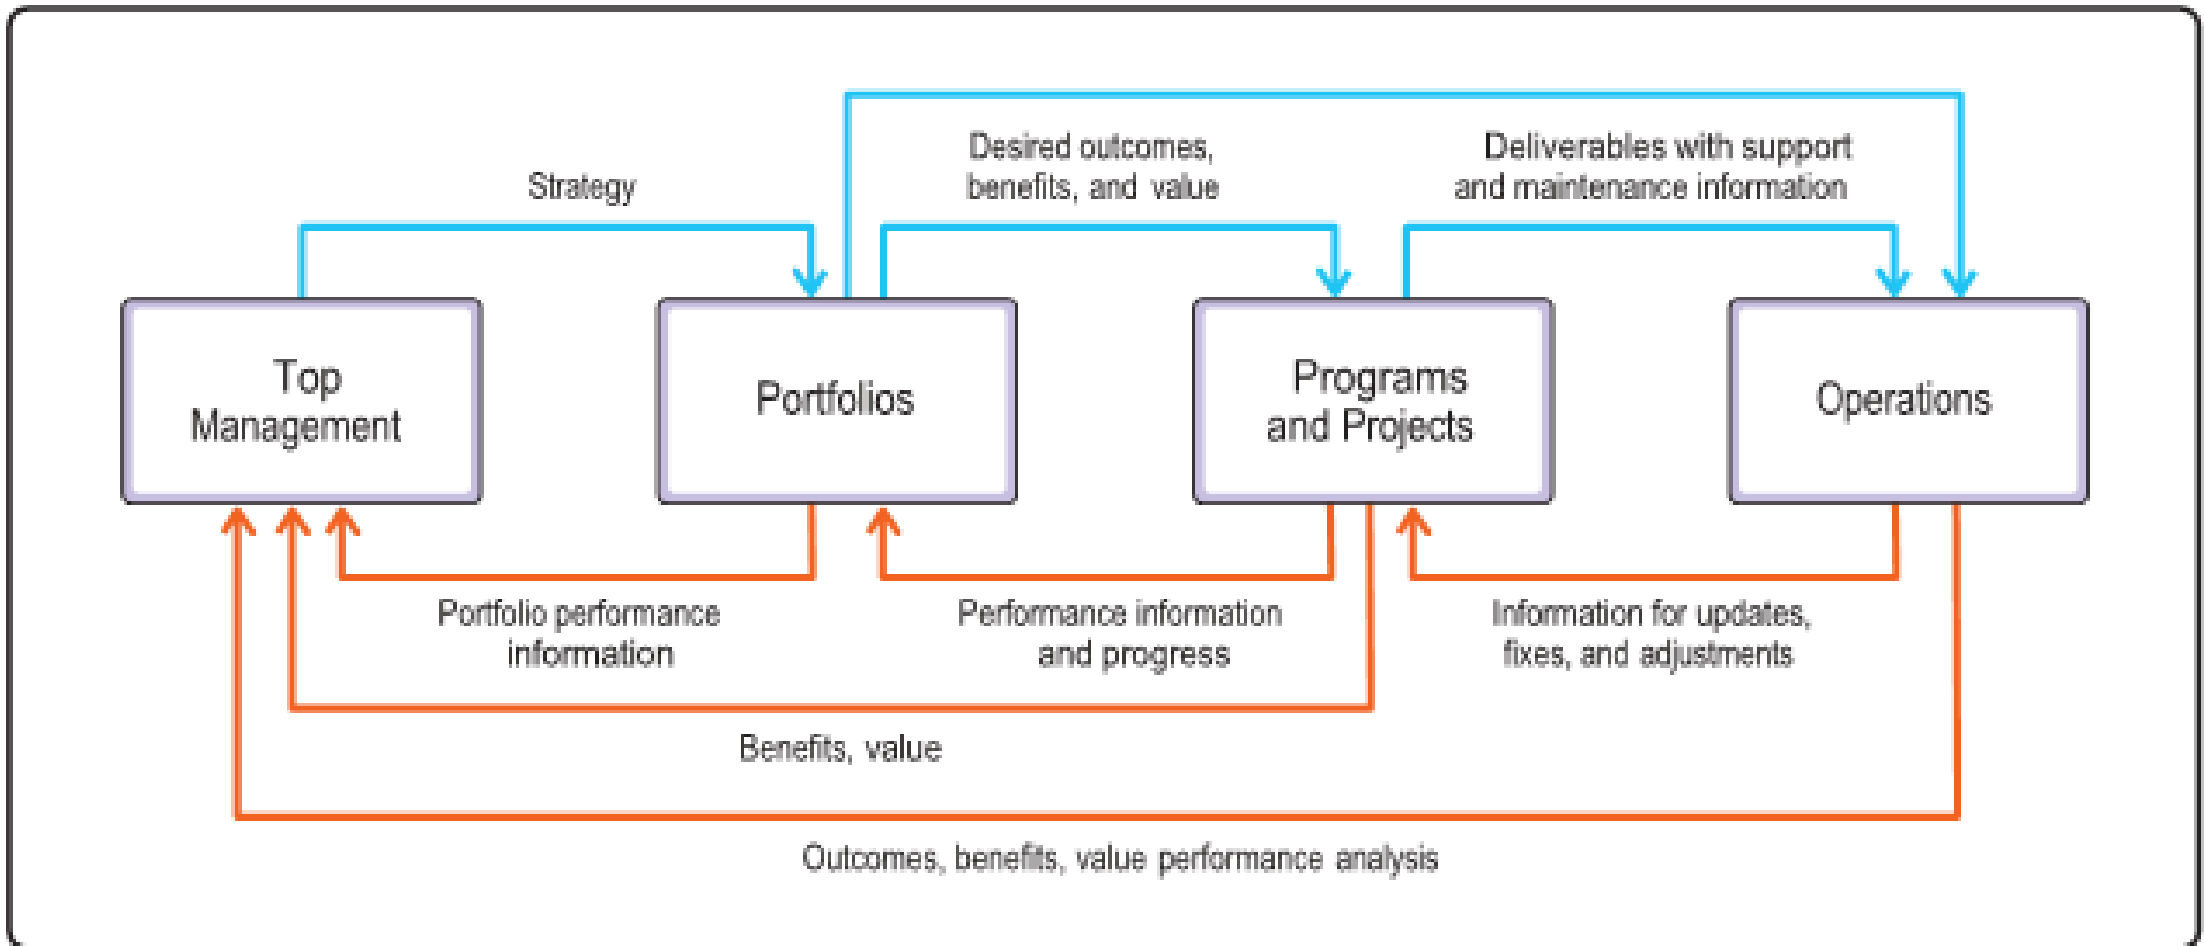 Desired outcomes,
benefits, and value
Deliverables with support
and maintenance information
Strategy
Top
Management
Portfolios
Programs
and Projects
Operations
Portfolio performance
information
Performance information
and progress
Information for updates,
fixes, and adjustments
Benefits, value
Outcomes, benefits, value performance analysis